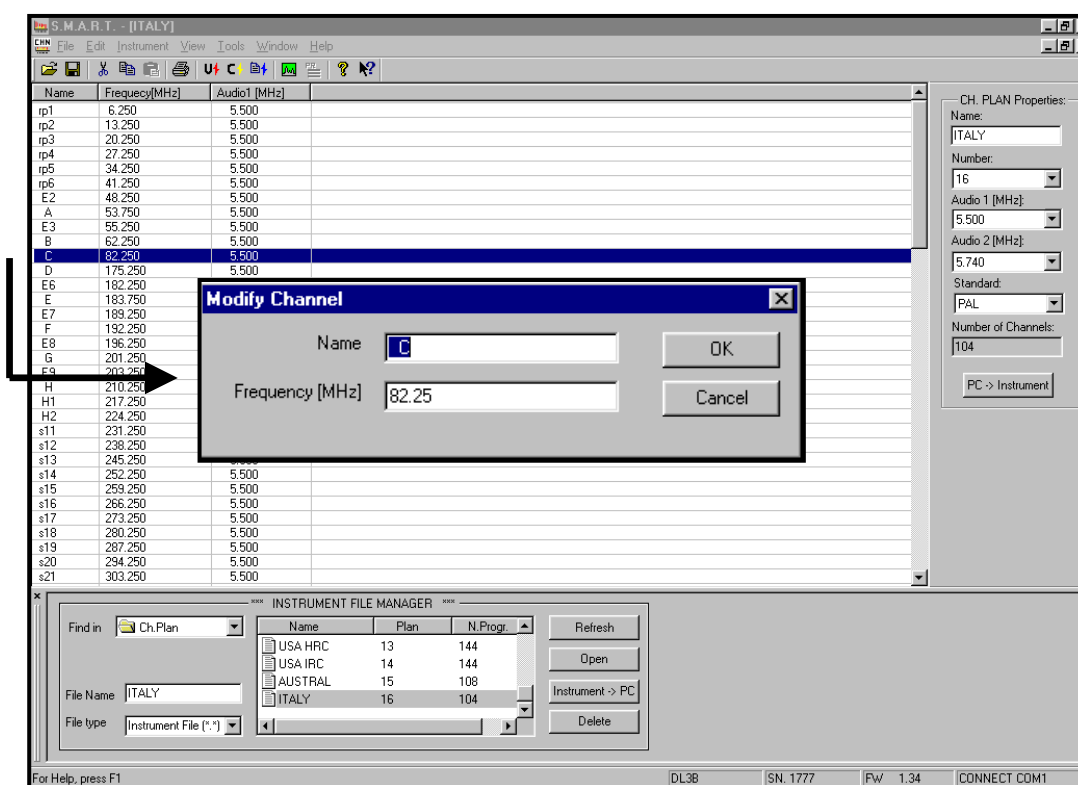 S.M.A.R.T. - [ITALY]
File Edit Instrument View Tools Window Help
Name Frequecy[MHz] Audio1 [MHz]
rp1 6.250 5.500
rp2 13.250 5.500
rp3 20.250 5.500
rp4 27.250 5.500
rp5 34.250 5.500
rp6 41.250 5.500
E2 48.250 5.500
A 53.750 5.500
E3 55.250 5.500
B 62.250 5.500
C 82.250 5.500
D 175.250 5.500
E6 182.250
E 183.750
E7 189.250
F 192.250
E8 196.250
G 201.250
E9 203.250
H 210.250
H1 217.250
H2 224.250
s11 231.250
s12 238.250
s13 245.250
s14 252.250 5.500
s15 259.250 5.500
s16 266.250 5.500
s17 273.250 5.500
s18 280.250 5.500
s19 287.250 5.500
s20 294.250 5.500
s21 303.250 5.500
Modify Channel
Name C
OK
Frequency [MHz] 82.25
Cancel
CH. PLAN Properties:
Name:
ITALY
Number:
16
Audio 1 [MHz]:
5.500
Audio 2 [MHz]:
5.740
Standard:
PAL
Number of Channels:
104
PC -> Instrument
*** INSTRUMENT FILE MANAGER ***
Find in Ch.Plan
File Name ITALY
File type Instrument File (*.*)
Name Plan N.Progr.
USA HRC 13 144
USA IRC 14 144
AUSTRAL 15 108
ITALY 16 104
Refresh
Open
Instrument -> PC
Delete
For Help, press F1 DL3B SN. 1777 FW 1.34 CONNECT COM1